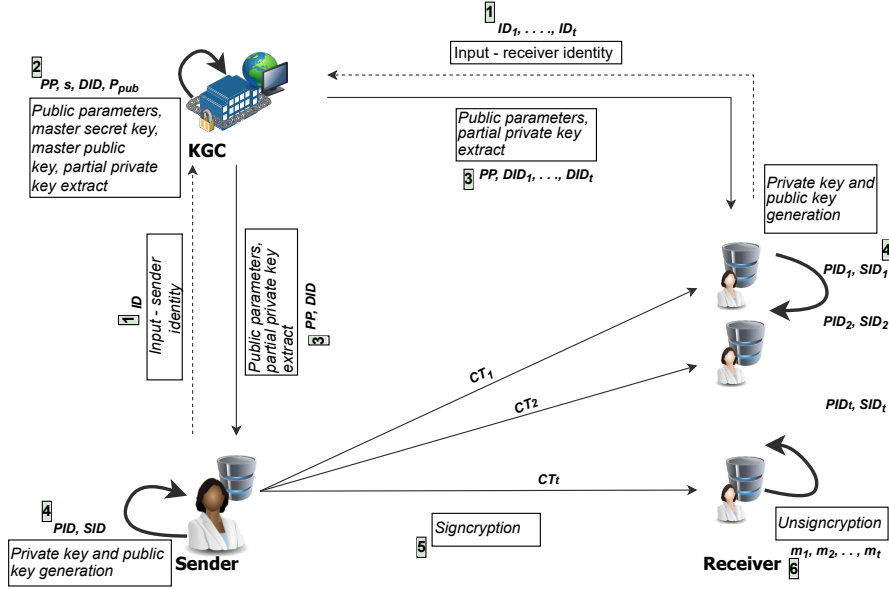 1
ID1, . . . ., IDt
Input - receiver identity
2
PP, s, DID, Ppub
Public parameters,
master secret key,
master public
key, partial private
key extract
KGC
Public parameters,
partial private key
extract
3 PP, DID1, . . ., DIDt
Private key and
public key
generation
4
PID1, SID1
PID2, SID2
PIDt, SIDt
1
ID
Input - sender
identity
Public parameters,
partial private key
extract
PP, DID
3
CT1
CT2
CTt
4
PID, SID
Private key and public
key generation
Sender
5
Signcryption
Receiver
Unsigncryption
m1, m2, . . , mt
6